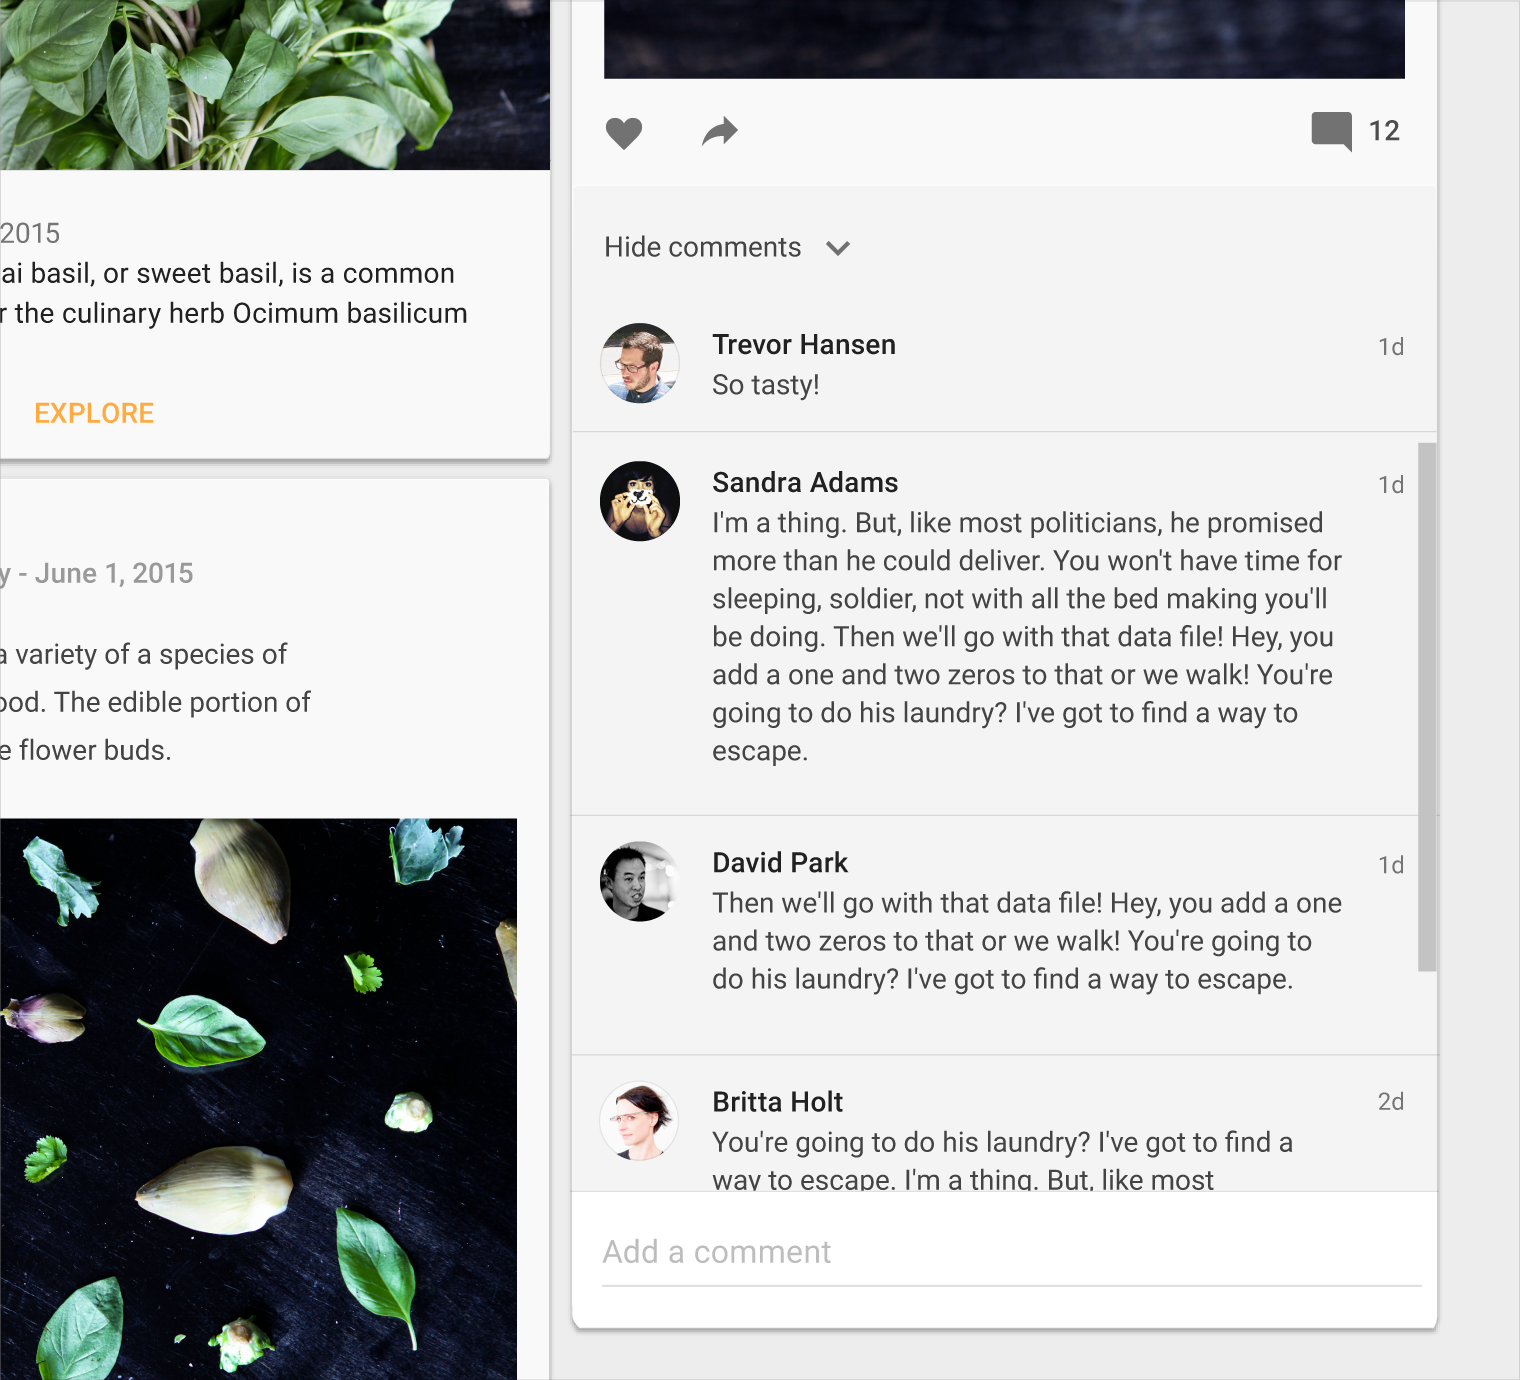 2015
ai basil, or sweet basil, is a common
r the culinary herb Ocimum basilicum
EXPLORE
y - June 1, 2015
a variety of a species of
ood. The edible portion of
e flower buds.
12
Hide comments
Trevor Hansen 1d
So tasty!
Sandra Adams 1d
I'm a thing. But, like most politicians, he promised
more than he could deliver. You won't have time for
sleeping, soldier, not with all the bed making you'll
be doing. Then we'll go with that data file! Hey, you
add a one and two zeros to that or we walk! You're
going to do his laundry? I've got to find a way to
escape.
David Park 1d
Then we'll go with that data file! Hey, you add a one
and two zeros to that or we walk! You're going to
do his laundry? I've got to find a way to escape.
Britta Holt 2d
You're going to do his laundry? I've got to find a
way to escape. I'm a thing. But, like most
Add a comment